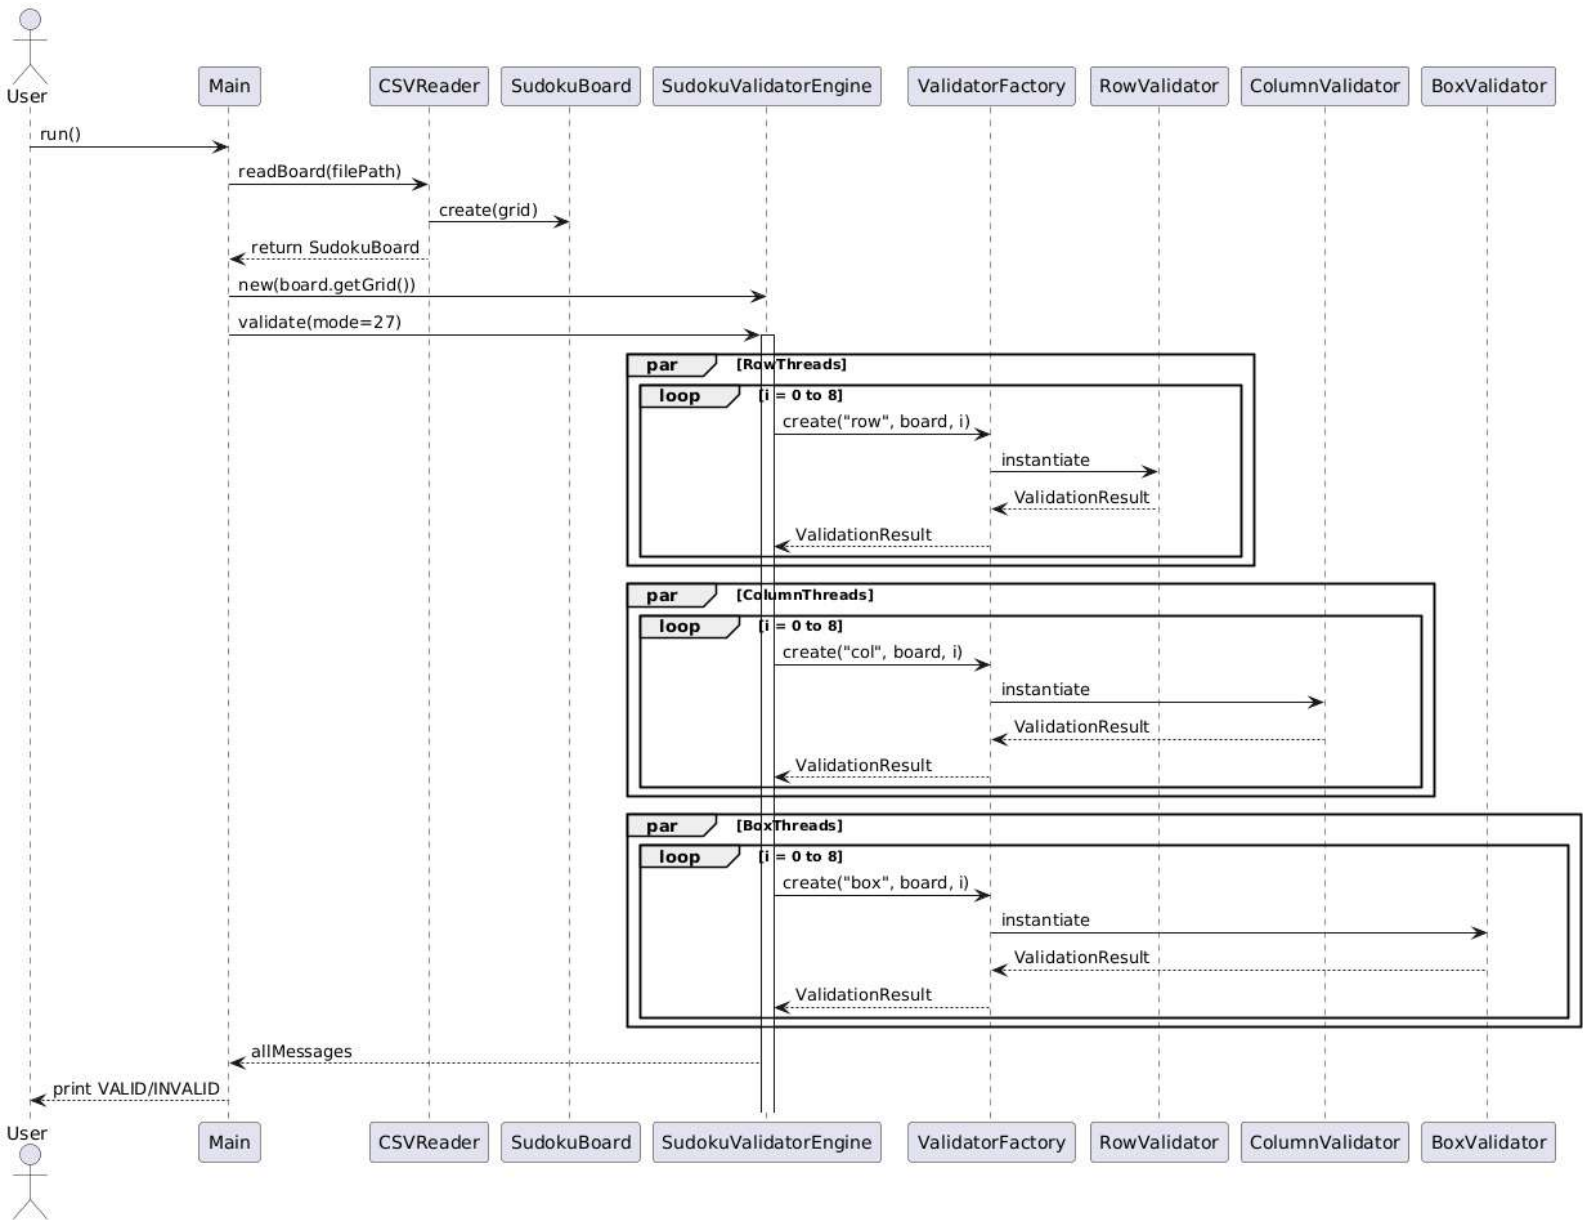 User
Main
CSVReader
SudokuBoard
SudokuValidatorEngine
ValidatorFactory
RowValidator
ColumnValidator
BoxValidator
run()
readBoard(filePath)
create(grid)
return SudokuBoard
new(board.getGrid())
validate(mode=27)
par [RowThreads]
loop [i = 0 to 8]
create("row", board, i)
instantiate
ValidationResult
ValidationResult
par [ColumnThreads]
loop [i = 0 to 8]
create("col", board, i)
instantiate
ValidationResult
ValidationResult
par [BoxThreads]
loop [i = 0 to 8]
create("box", board, i)
instantiate
ValidationResult
ValidationResult
allMessages
print VALID/INVALID
User
Main
CSVReader
SudokuBoard
SudokuValidatorEngine
ValidatorFactory
RowValidator
ColumnValidator
BoxValidator